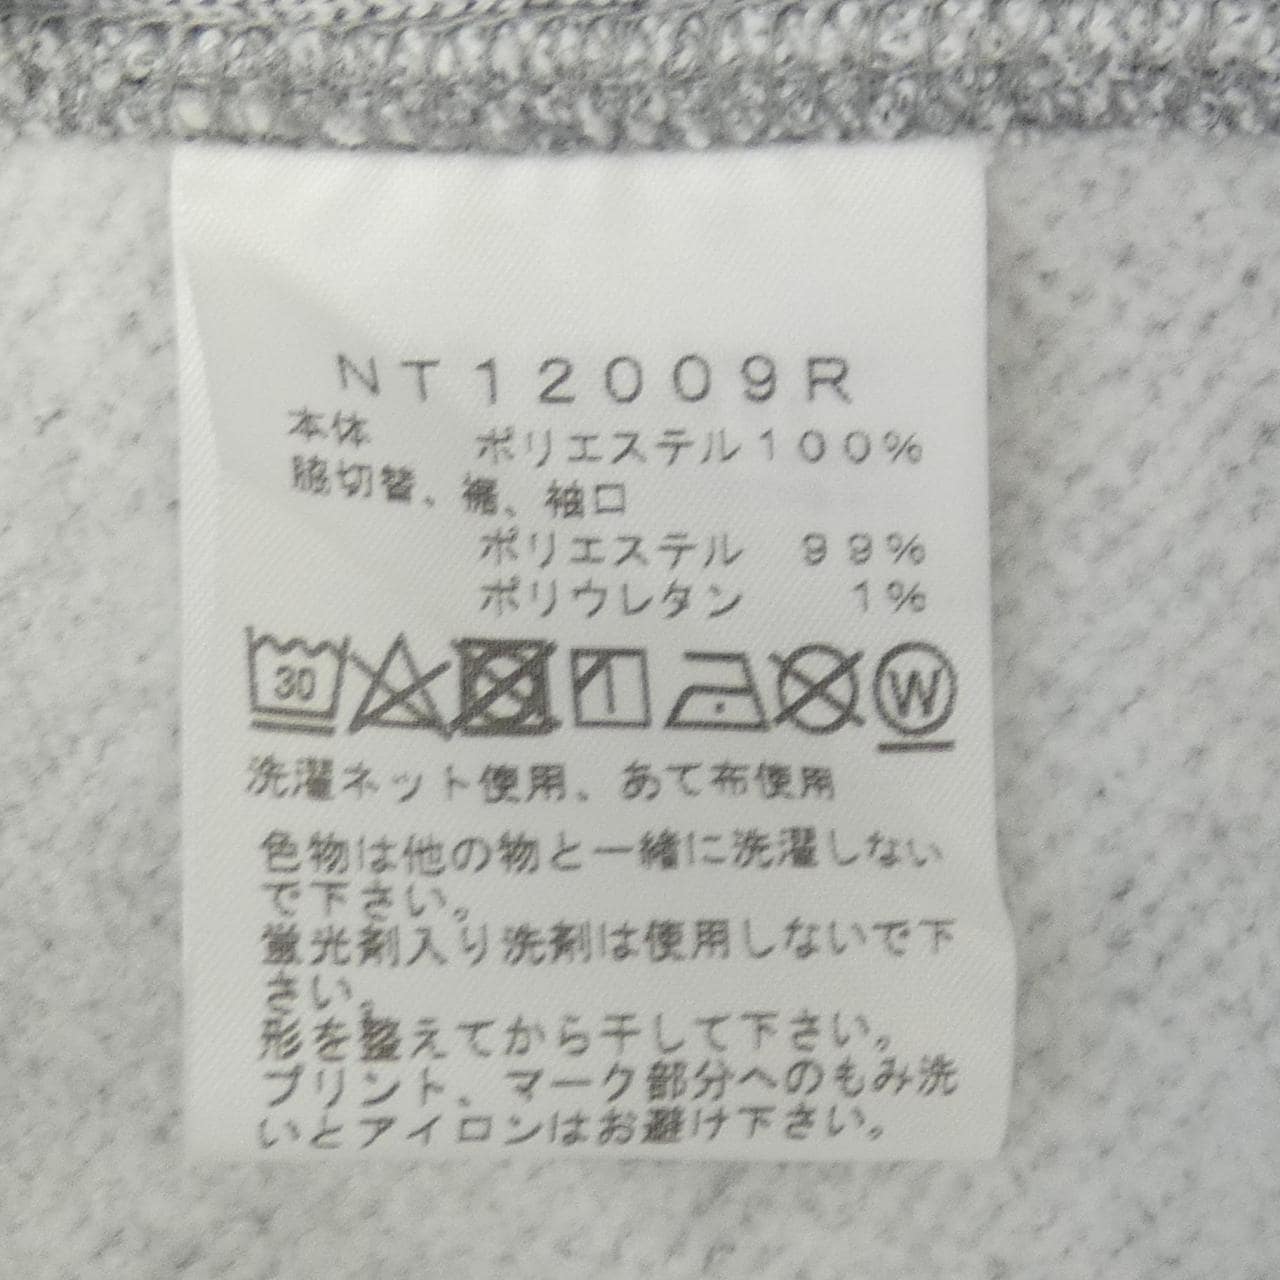 NT12009R
本体 ポリエステル100%
脇切替、裾、袖口
ポリエステル 99%
ポリウレタン 1%
30 W
洗濯ネット使用、あて布使用
色物は他の物と一緒に洗濯しない
で下さい。
蛍光剤入り洗剤は使用しないで下
さい。
形を整えてから干して下さい。
プリント、マーク部分へのもみ洗
いとアイロンはお避け下さい。